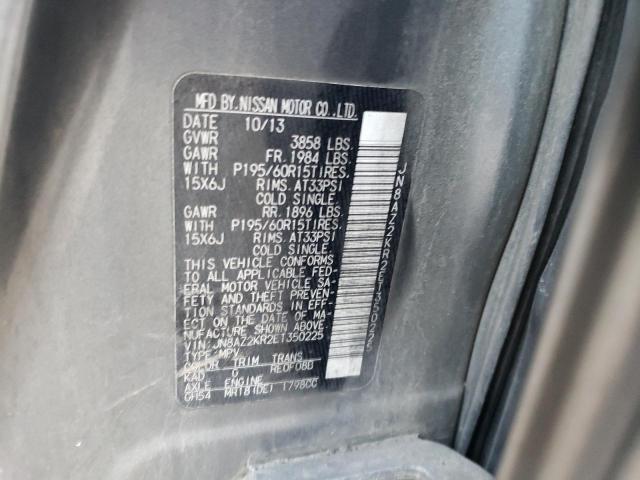 MFD BY.NISSAN MOTOR CO.,LTD.
DATE 10/13
GVWR 3858 LBS.
GAWR FR.1984 LBS.
WITH P195/60R15TIRES.
15X6J RIMS.AT33PSI
COLD SINGLE.
GAWR RR.1896 LBS.
WITH P195/60R15TIRES.
15X6J RIMS.AT33PSI
COLD SINGLE.
THIS VEHICLE CONFORMS
TO ALL APPLICABLE FED-
ERAL MOTOR VEHICLE SA-
FETY AND THEFT PREVEN-
TION STANDARDS IN EFF-
ECT ON THE DATE OF MA-
NUFACTURE SHOWN ABOVE.
VIN: JN8AZ2KR2ET350225
TYPE MPV
COLOR TRIM TRANS
KAD G RE0F08D
AXLE ENGINE
GH54 MR18(DE) 1798CC
JN8AZ2KR2ET350225